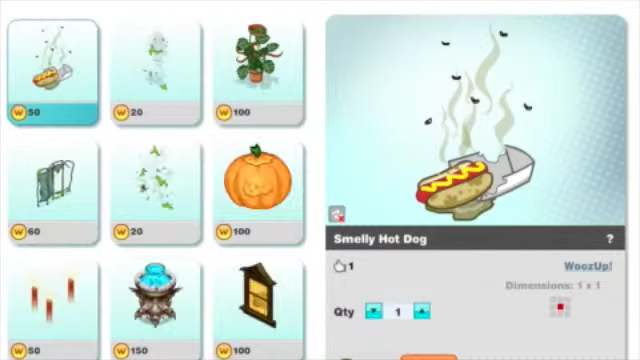 W 50
W 20
W 100
W 60
W 20
W 100
W 50
W 150
W 100
Smelly Hot Dog ?
1 WoozUp!
Dimensions: 1 x 1
Qty 1